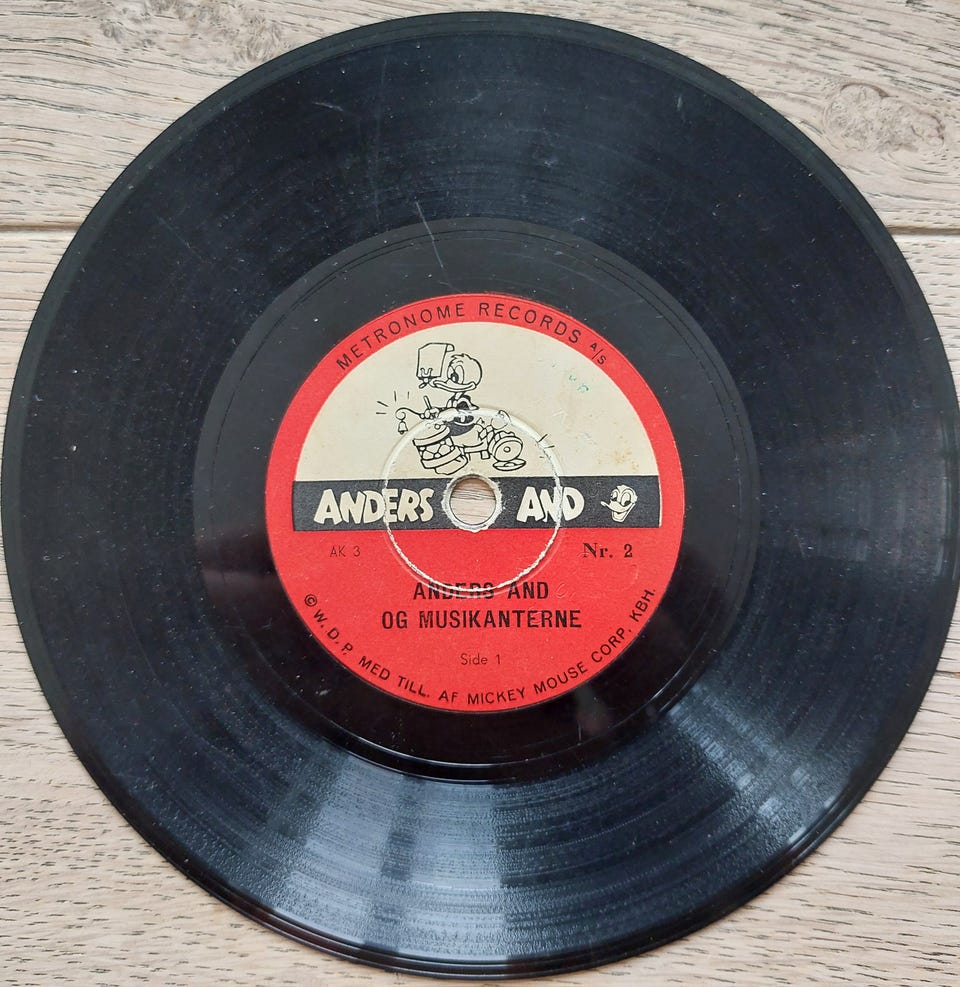 METRONOME RECORDS A/S
ANDERS AND
AK 3
Nr. 2
ANDERS AND
OG MUSIKANTERNE
Side 1
© W. D. P. MED TILL. AF MICKEY MOUSE CORP. KBH.